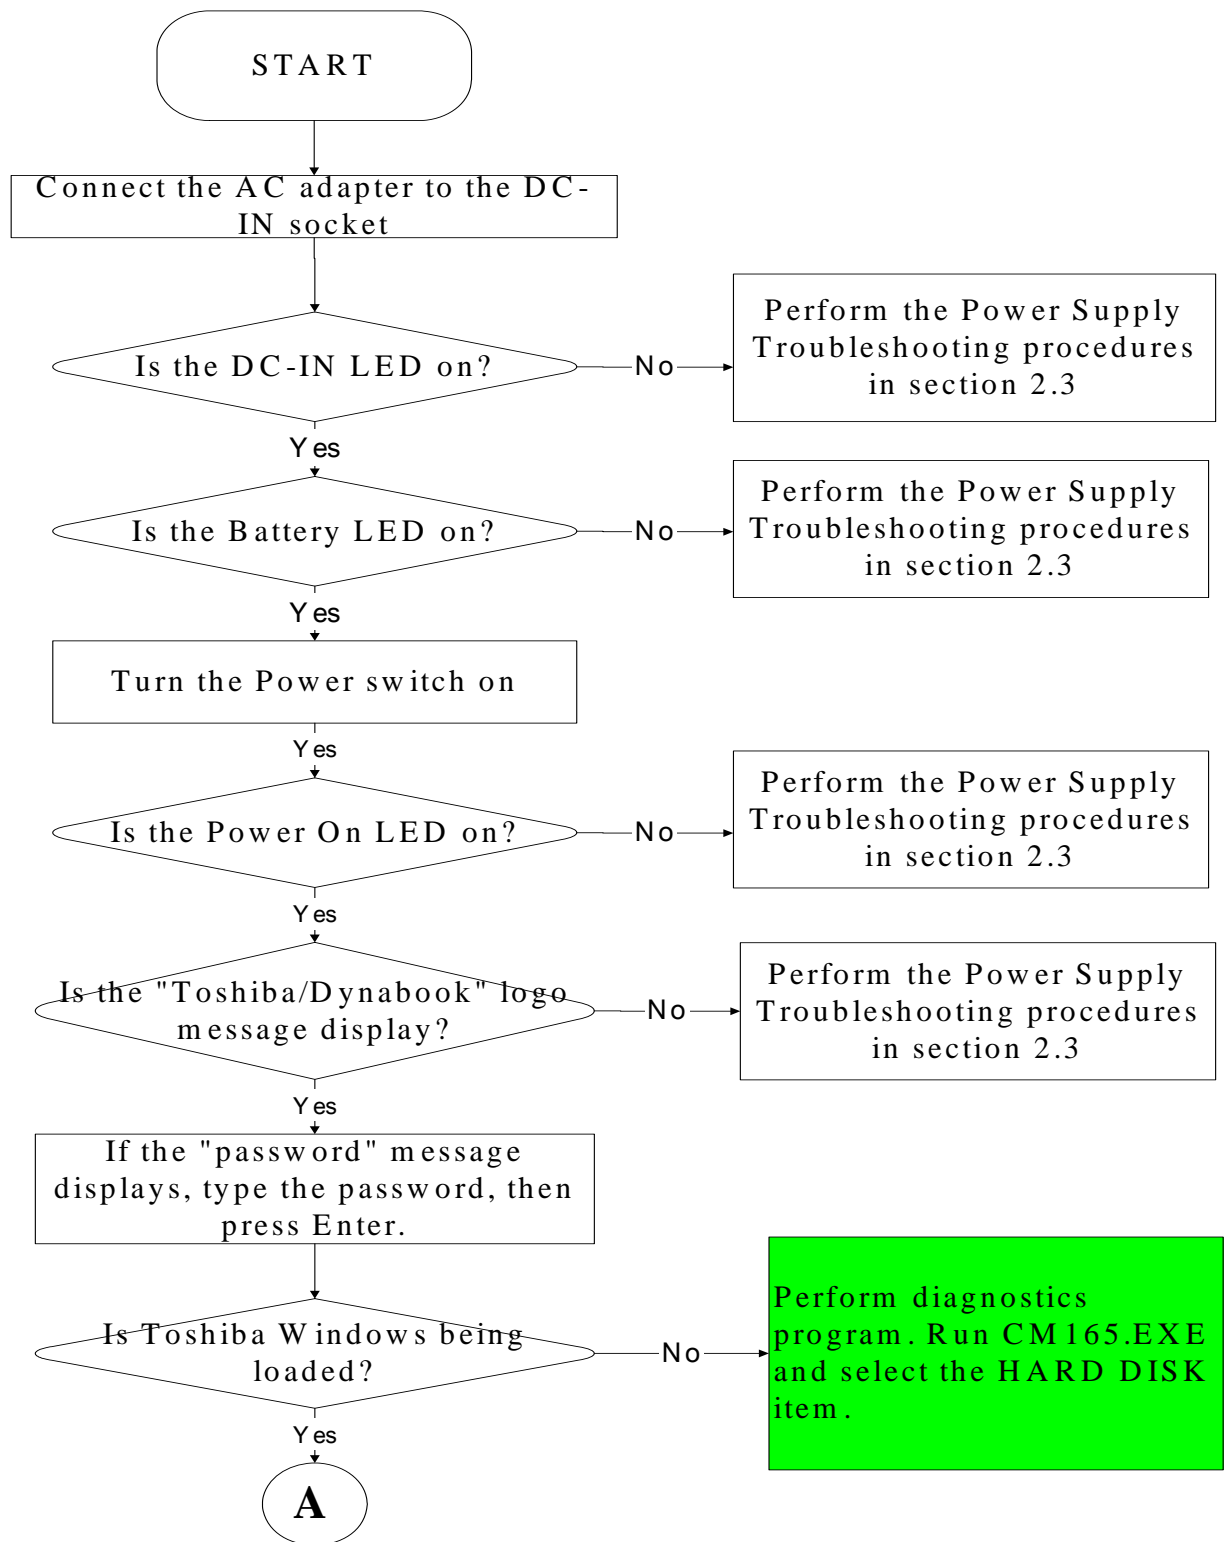 START
Connect the AC adapter to the DC-
IN socket
Is the DC-IN LED on?
No
Perform the Power Supply
Troubleshooting procedures
in section 2.3
Yes
Is the Battery LED on?
No
Perform the Power Supply
Troubleshooting procedures
in section 2.3
Yes
Turn the Power switch on
Yes
Is the Power On LED on?
No
Perform the Power Supply
Troubleshooting procedures
in section 2.3
Yes
Is the "Toshiba/Dynabook" logo
message display?
No
Perform the Power Supply
Troubleshooting procedures
in section 2.3
Yes
If the "password" message
displays, type the password, then
press Enter.
Is Toshiba Windows being
loaded?
No
Perform diagnostics
program. Run CM165.EXE
and select the HARD DISK
item.
Yes
A